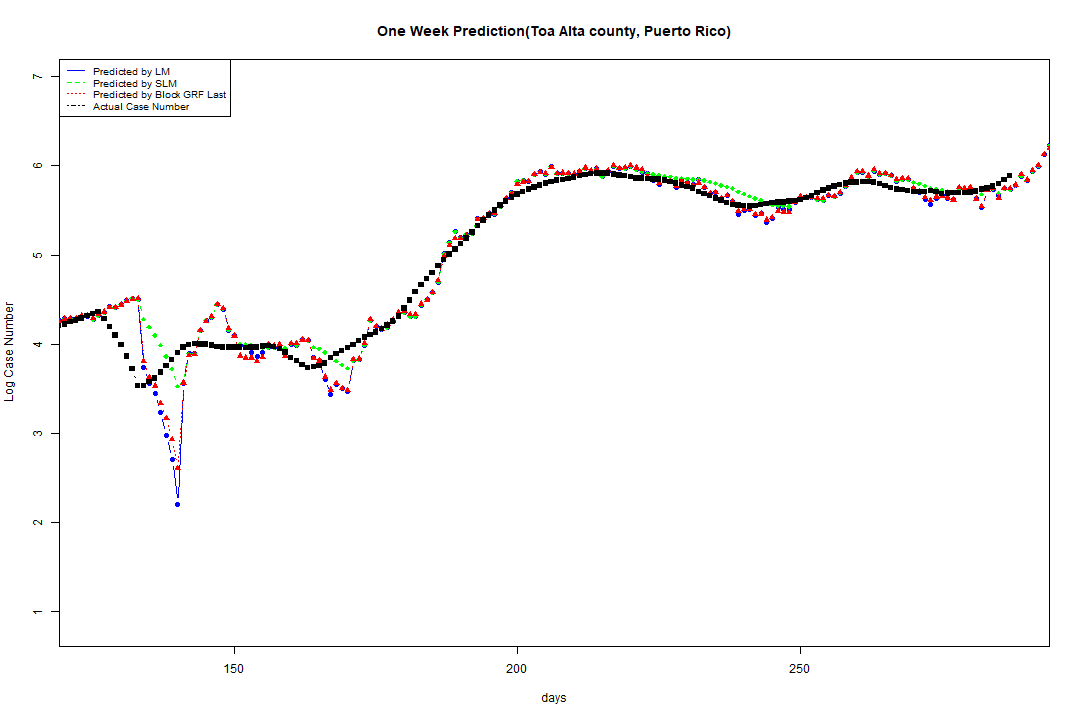 One Week Prediction(Toa Alta county, Puerto Rico)
Predicted by LM
Predicted by SLM
Predicted by Block GRF Last
Actual Case Number
7
6
5
4
3
2
1
Log Case Number
150 200 250
days